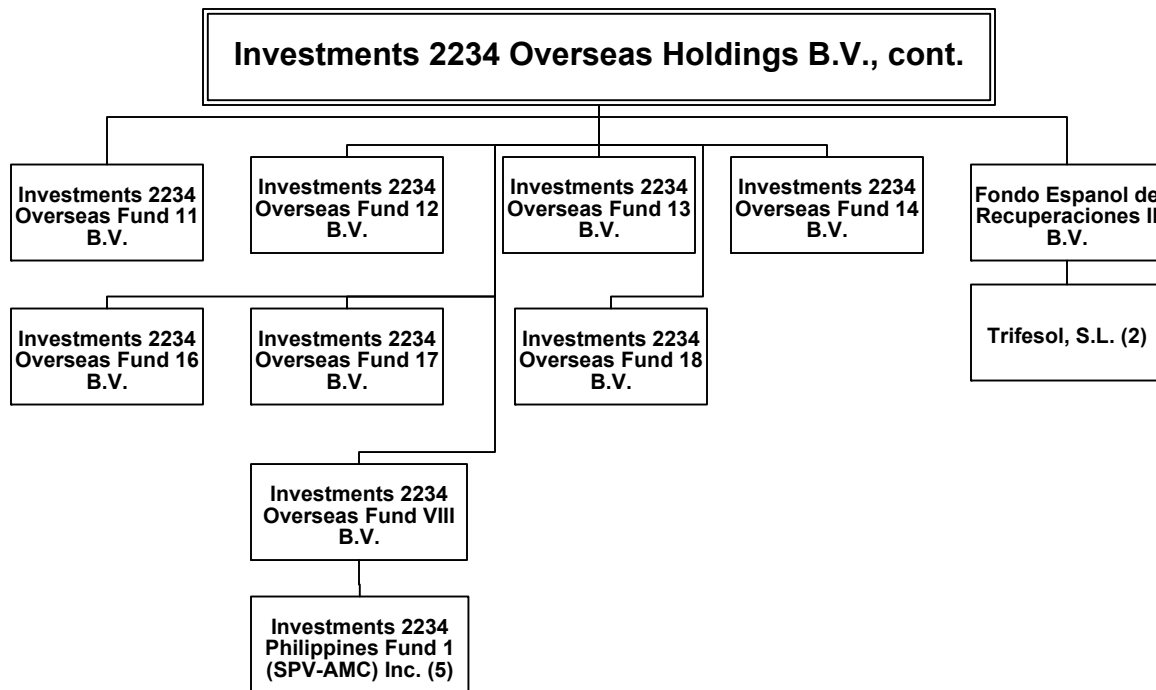 Investments 2234 Overseas Holdings B.V., cont.
Investments 2234
Overseas Fund 11
B.V.
Investments 2234
Overseas Fund 12
B.V.
Investments 2234
Overseas Fund 13
B.V.
Investments 2234
Overseas Fund 14
B.V.
Fondo Espanol de
Recuperaciones II
B.V.
Investments 2234
Overseas Fund 16
B.V.
Investments 2234
Overseas Fund 17
B.V.
Investments 2234
Overseas Fund 18
B.V.
Trifesol, S.L. (2)
Investments 2234
Overseas Fund VIII
B.V.
Investments 2234
Philippines Fund 1
(SPV-AMC) Inc. (5)